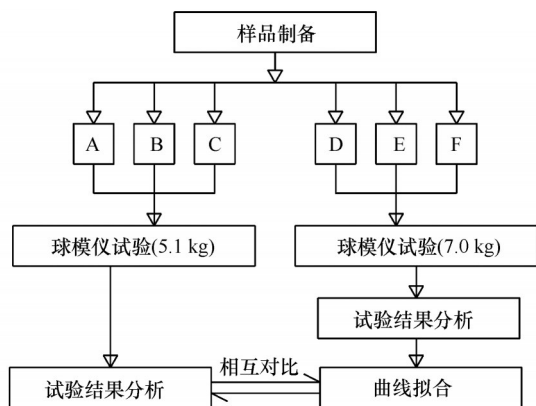 样品制备
A B C D E F
球模仪试验(5.1 kg) 球模仪试验(7.0 kg)
试验结果分析
相互对比
试验结果分析 曲线拟合